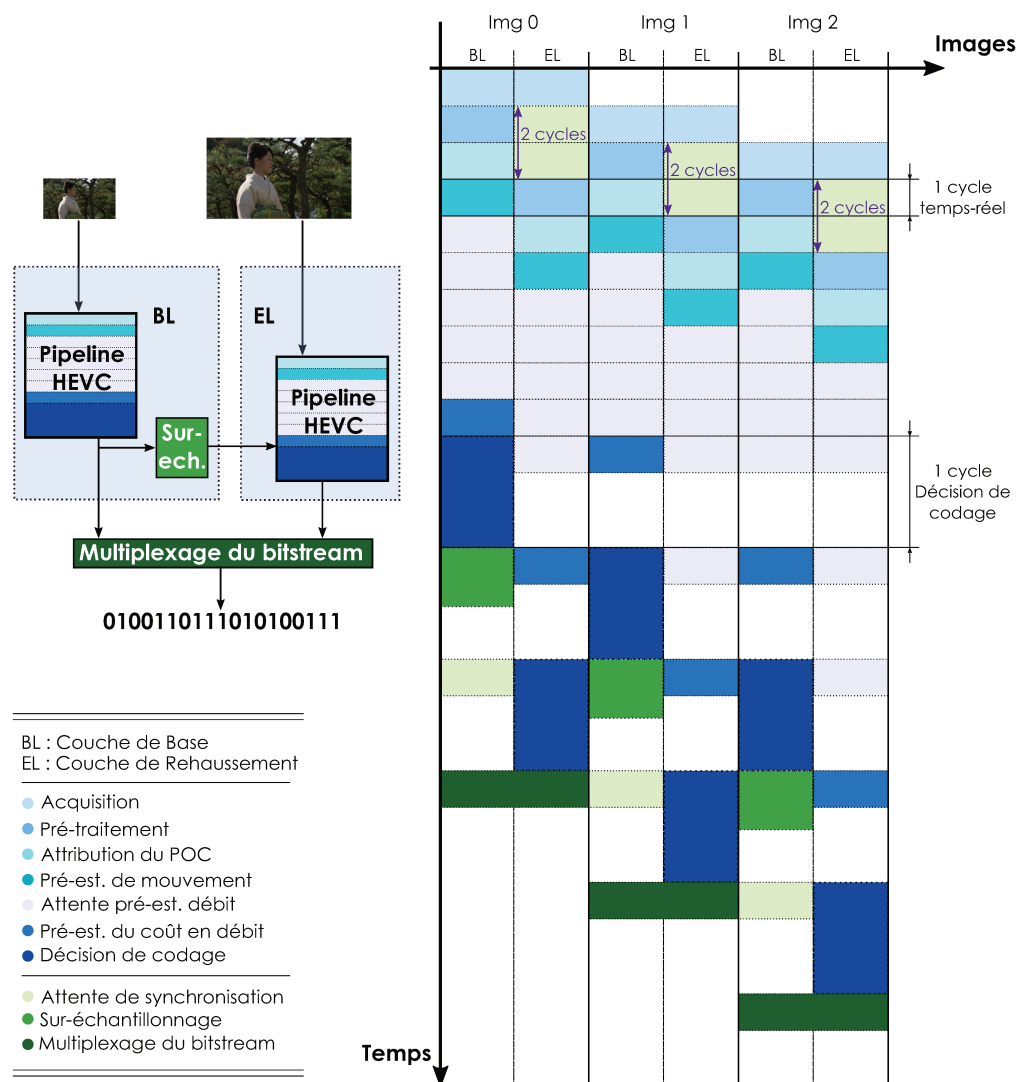 Img 0
Img 1
Img 2
Images
BL
EL
BL
EL
BL
EL
2 cycles
2 cycles
2 cycles
1 cycle
temps-réel
1 cycle
Décision de
codage
BL
EL
Pipeline
HEVC
Pipeline
HEVC
Sur-
ech.
Multiplexage du bitstream
0100110111010100111
BL : Couche de Base
EL : Couche de Rehaussement
Acquisition
Pré-traitement
Attribution du POC
Pré-est. de mouvement
Attente pré-est. débit
Pré-est. du coût en débit
Décision de codage
Attente de synchronisation
Sur-échantillonnage
Multiplexage du bitstream
Temps